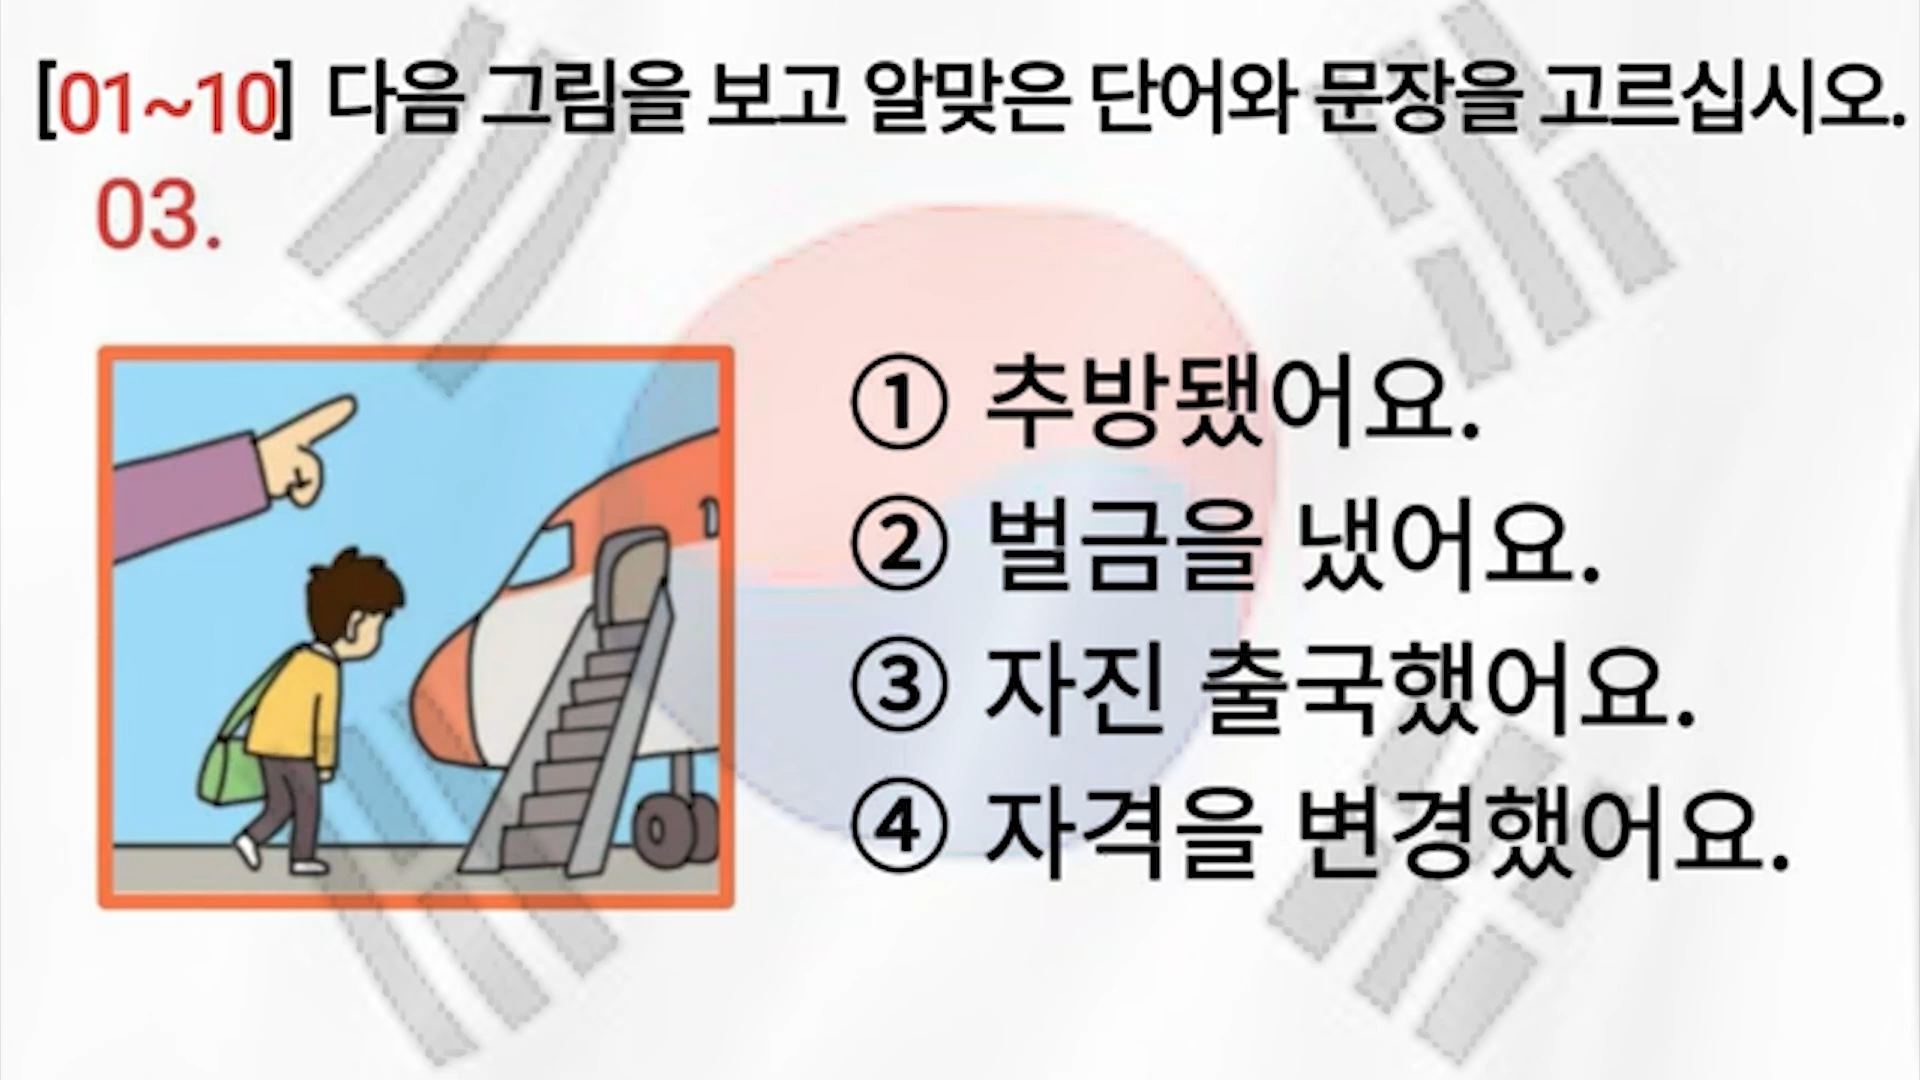 [01~10] 다음 그림을 보고 알맞은 단어와 문장을 고르십시오.
03.
① 추방됐어요.
② 벌금을 냈어요.
③ 자진 출국했어요.
④ 자격을 변경했어요.